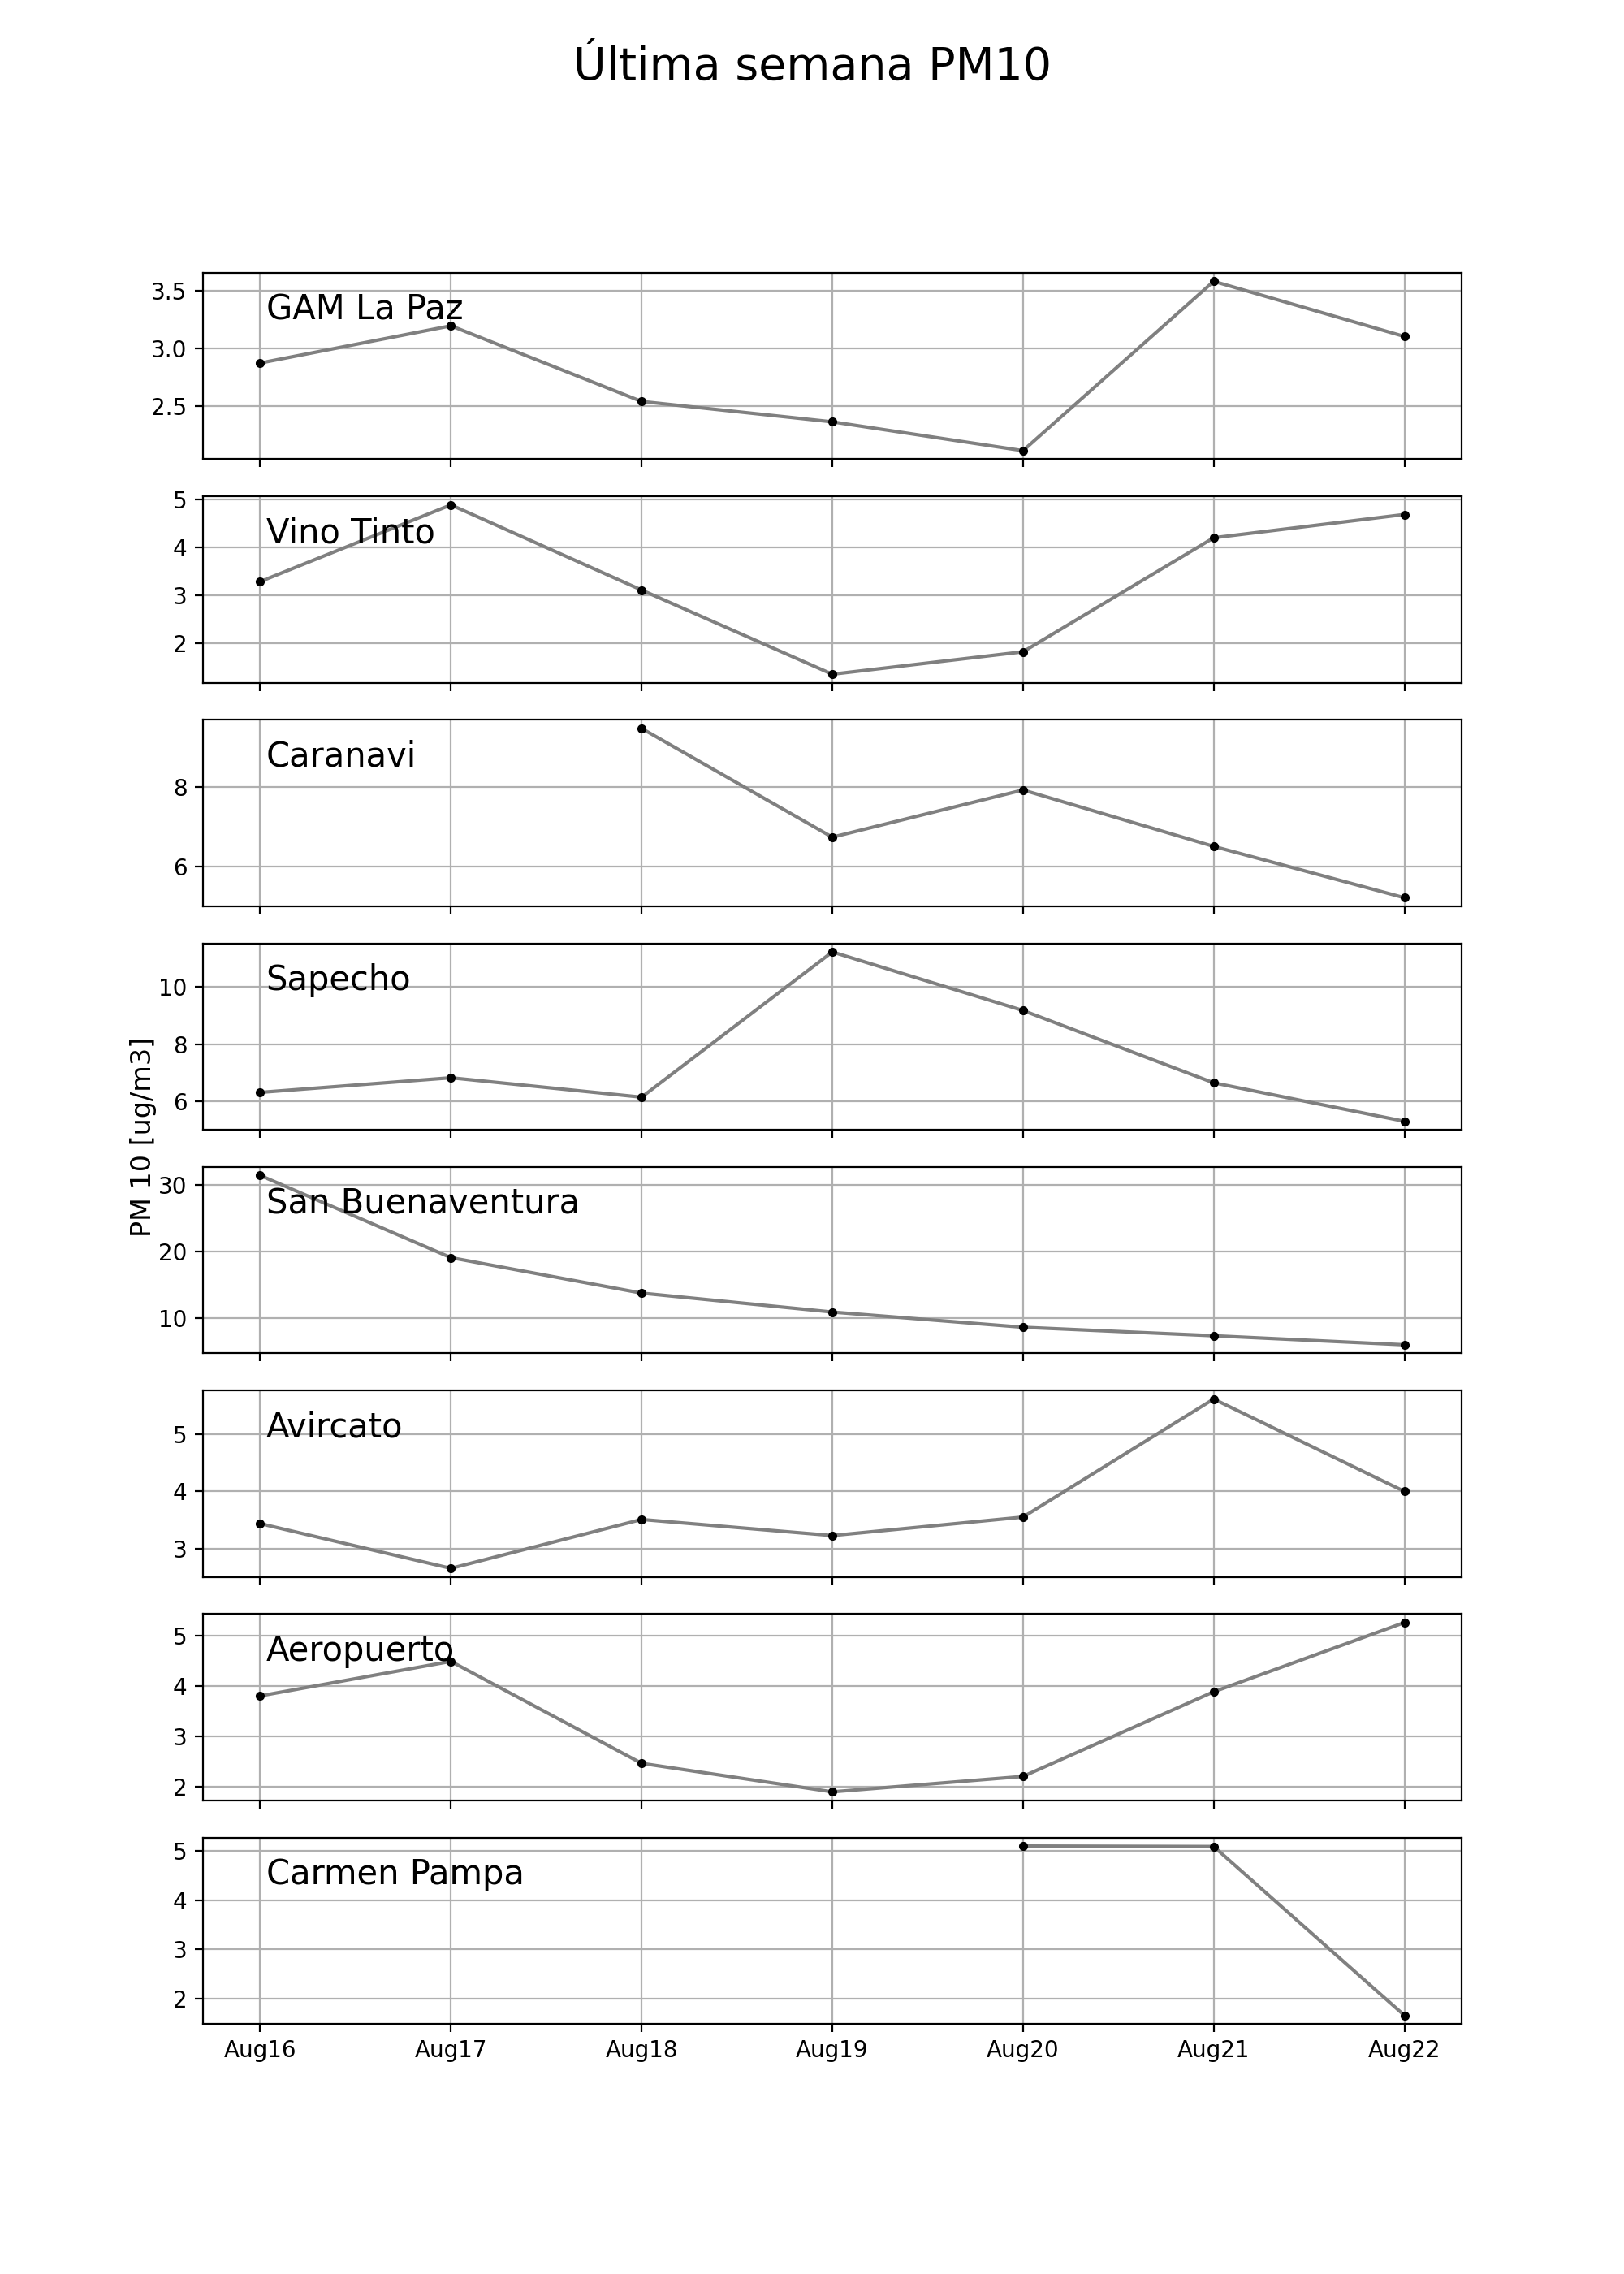 Última semana PM10
GAM La Paz
3.5
3.0
2.5
Vino Tinto
5
4
3
2
Caranavi
8
6
Sapecho
10
8
6
PM 10 [ug/m3]
San Buenaventura
30
20
10
Avircato
5
4
3
Aeropuerto
5
4
3
2
Carmen Pampa
5
4
3
2
Aug16 Aug17 Aug18 Aug19 Aug20 Aug21 Aug22